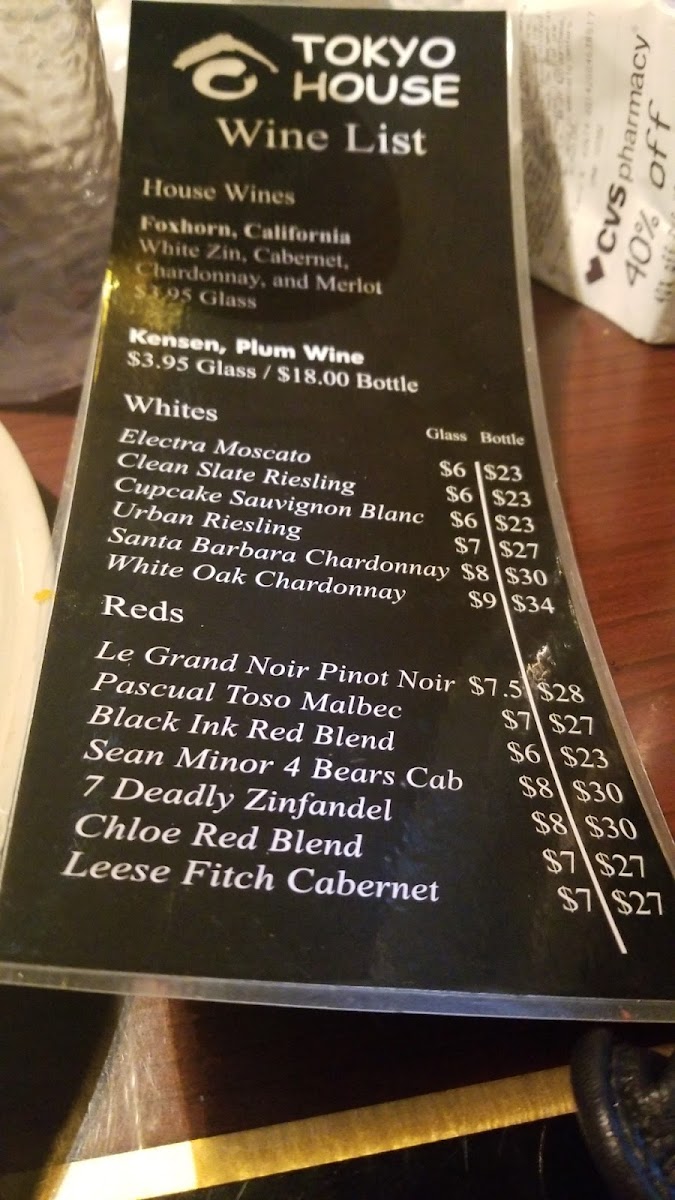 TOKYO
HOUSE
Wine List
House Wines
Foxhorn, California
White Zin, Cabernet,
Chardonnay, and Merlot
$3.95 Glass
Kensen, Plum Wine
$3.95 Glass / $18.00 Bottle
Whites
Glass Bottle
Electra Moscato $6 $23
Clean Slate Riesling $6 $23
Cupcake Sauvignon Blanc $6 $23
Urban Riesling $7 $27
Santa Barbara Chardonnay $8 $30
White Oak Chardonnay $9 $34
Reds
Le Grand Noir Pinot Noir $7.5 $28
Pascual Toso Malbec $7 $27
Black Ink Red Blend $6 $23
Sean Minor 4 Bears Cab $8 $30
7 Deadly Zinfandel $8 $30
Chloe Red Blend $7 $27
Leese Fitch Cabernet $7 $27
CVS pharmacy
40% off